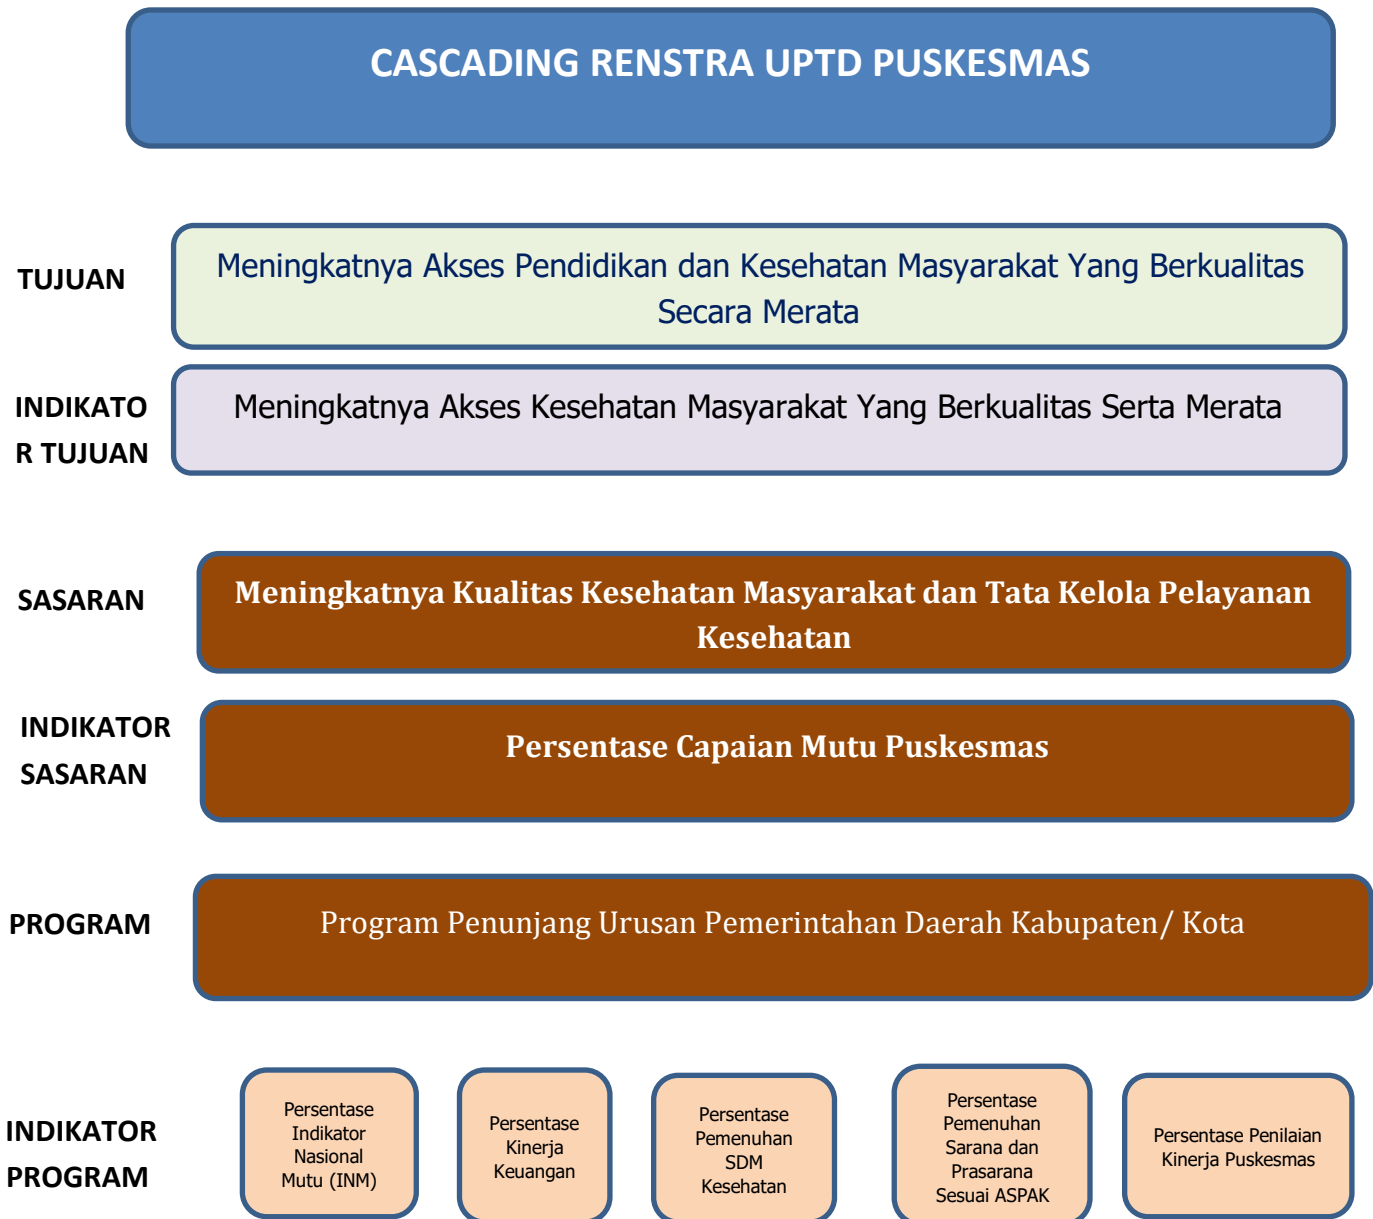 CASCADING RENSTRA UPTD PUSKESMAS
TUJUAN
Meningkatnya Akses Pendidikan dan Kesehatan Masyarakat Yang Berkualitas
Secara Merata
INDIKATO
R TUJUAN
Meningkatnya Akses Kesehatan Masyarakat Yang Berkualitas Serta Merata
SASARAN
Meningkatnya Kualitas Kesehatan Masyarakat dan Tata Kelola Pelayanan
Kesehatan
INDIKATOR
SASARAN
Persentase Capaian Mutu Puskesmas
PROGRAM
Program Penunjang Urusan Pemerintahan Daerah Kabupaten/ Kota
INDIKATOR
PROGRAM
Persentase
Indikator
Nasional
Mutu (INM)
Persentase
Kinerja
Keuangan
Persentase
Pemenuhan
SDM
Kesehatan
Persentase
Pemenuhan
Sarana dan
Prasarana
Sesuai ASPAK
Persentase Penilaian
Kinerja Puskesmas